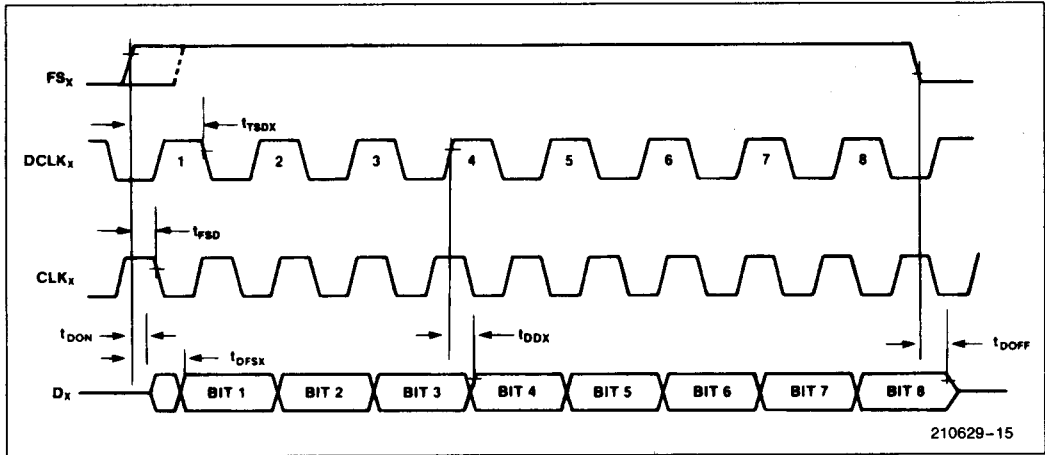 FSX
tTSDX
DCLKX
1 2 3 4 5 6 7 8
tFSD
CLKX
tDON
tDFSX
tDDX
tDOFF
DX
BIT 1 BIT 2 BIT 3 BIT 4 BIT 5 BIT 6 BIT 7 BIT 8
210629-15